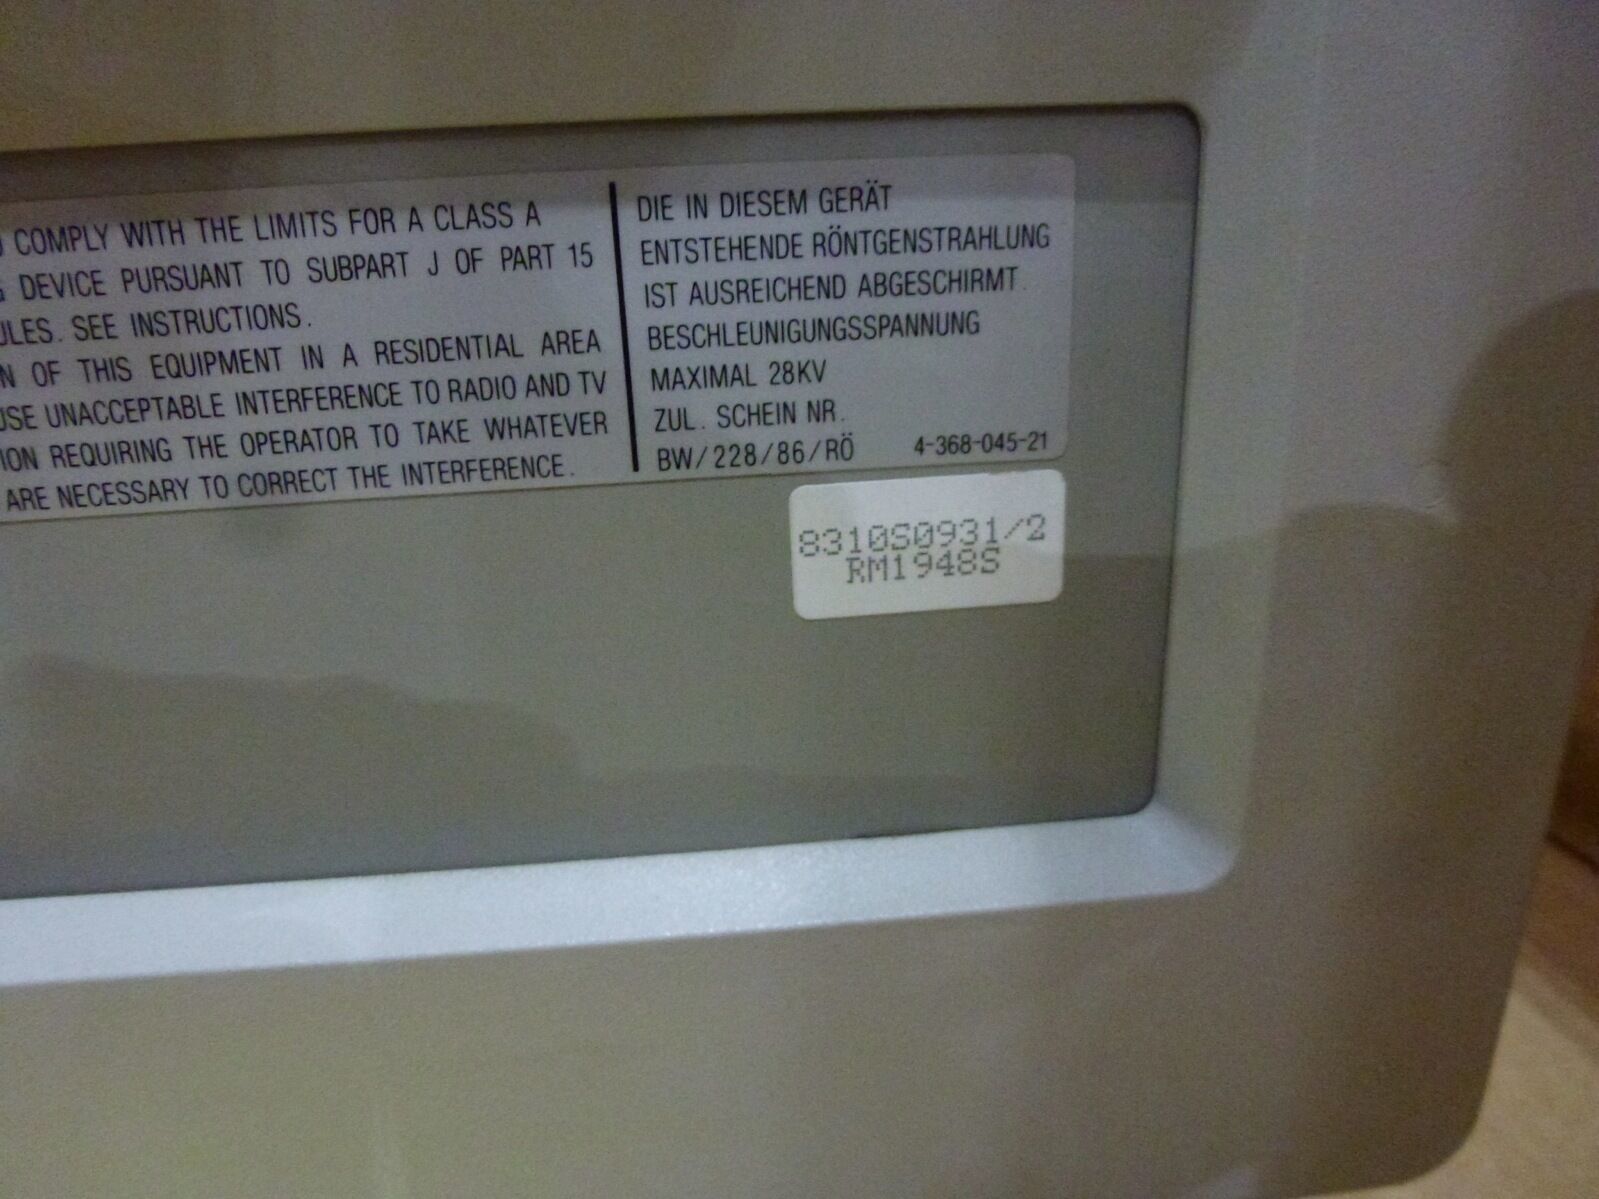 COMPLY WITH THE LIMITS FOR A CLASS A
DEVICE PURSUANT TO SUBPART J OF PART 15
ULES. SEE INSTRUCTIONS.
N OF THIS EQUIPMENT IN A RESIDENTIAL AREA
USE UNACCEPTABLE INTERFERENCE TO RADIO AND TV
ION REQUIRING THE OPERATOR TO TAKE WHATEVER
ARE NECESSARY TO CORRECT THE INTERFERENCE.
DIE IN DIESEM GERÄT
ENTSTEHENDE RÖNTGENSTRAHLUNG
IST AUSREICHEND ABGESCHIRMT.
BESCHLEUNIGUNGSSPANNUNG
MAXIMAL 28KV
ZUL. SCHEIN NR.
BW/228/86/RÖ 4-368-045-21
8310S0931/2
RM1948S